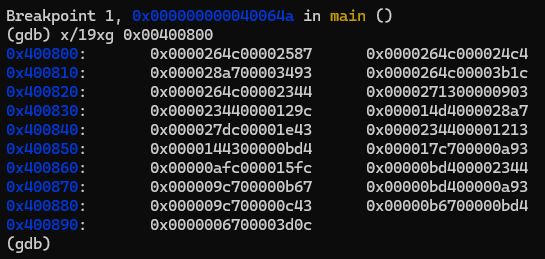 Breakpoint 1, 0x000000000040064a in main ()
(gdb) x/19xg 0x00400800
0x400800: 0x0000264c00002587 0x0000264c000024c4
0x400810: 0x000028a700003493 0x0000264c00003b1c
0x400820: 0x0000264c00002344 0x0000271300000903
0x400830: 0x000023440000129c 0x000014d4000028a7
0x400840: 0x000027dc00001e43 0x0000234400001213
0x400850: 0x0000144300000bd4 0x000017c700000a93
0x400860: 0x00000afc000015fc 0x00000bd400002344
0x400870: 0x000009c700000b67 0x00000bd400000a93
0x400880: 0x000009c700000c43 0x00000b6700000bd4
0x400890: 0x0000006700003d0c
(gdb)